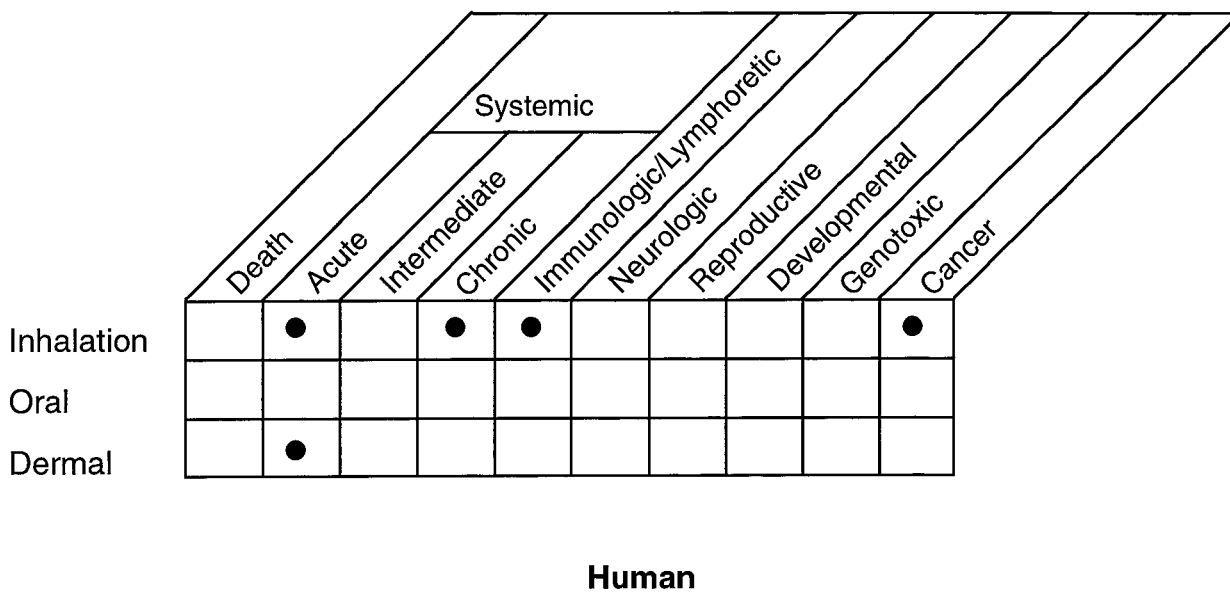 Systemic
Death
Acute
Intermediate
Chronic
Immunologic/Lymphoretic
Neurologic
Reproductive
Developmental
Genotoxic
Cancer
Inhalation
Oral
Dermal
Human